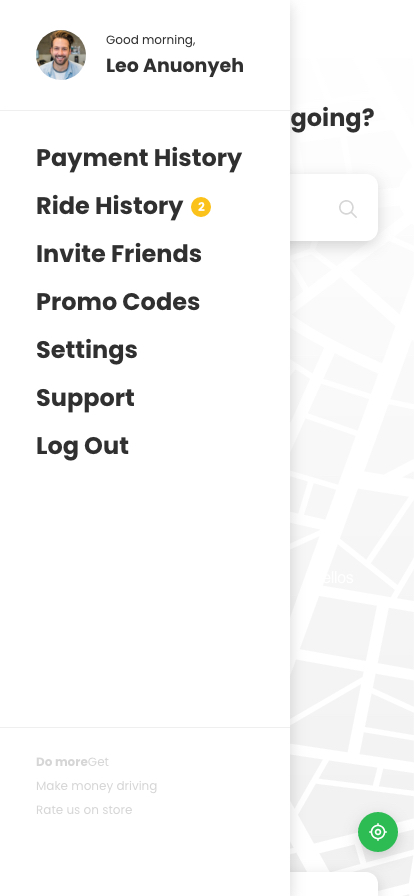 Good morning,
Leo Anuonyeh
going?
Payment History
Ride History 2
Invite Friends
Promo Codes
Settings
Support
Log Out
Do moreGet
Make money driving
Rate us on store